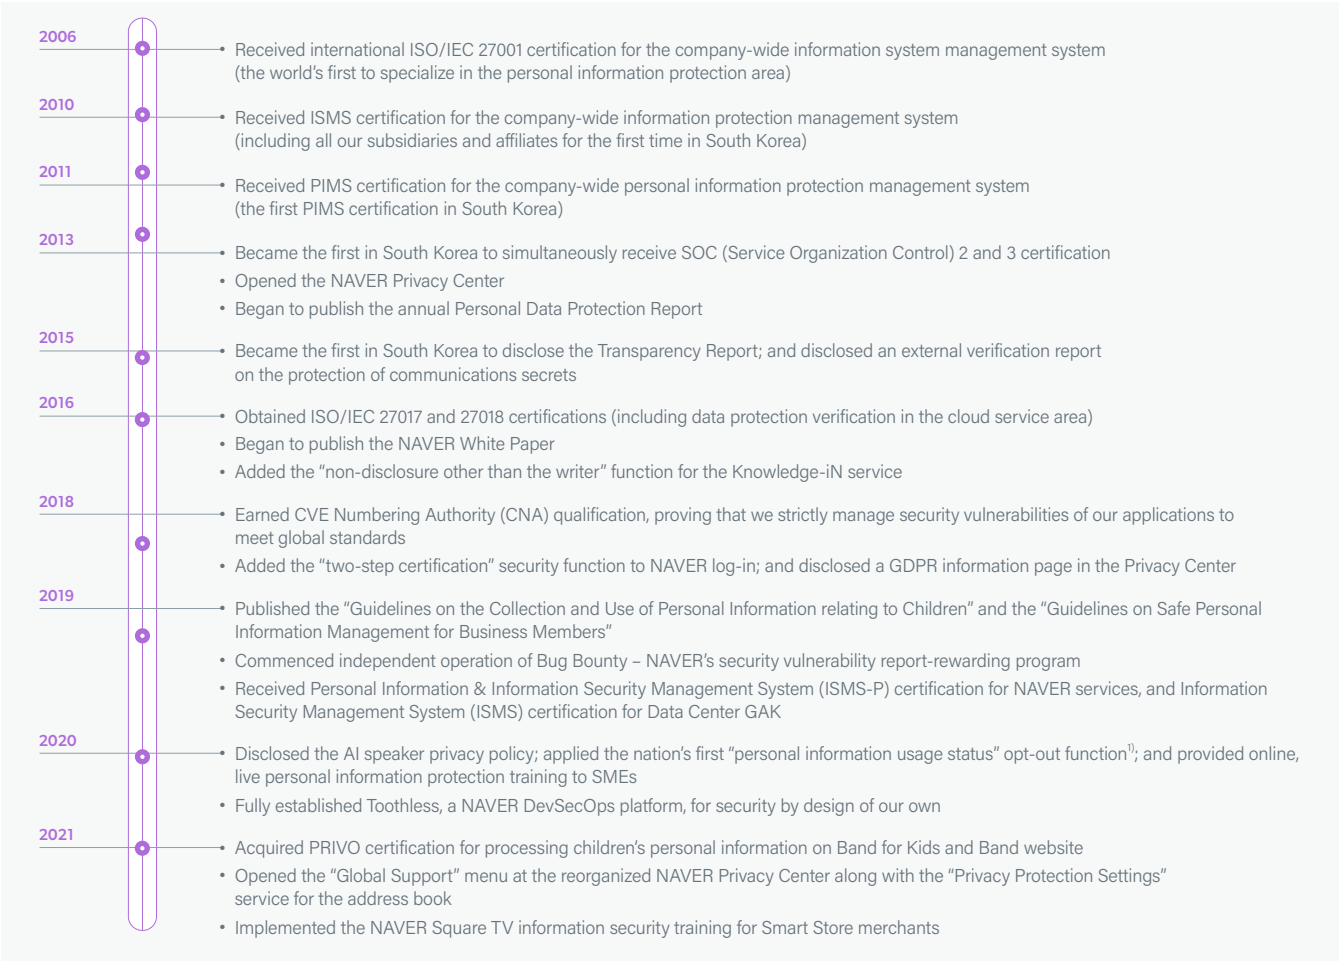 2006
• Received international ISO/IEC 27001 certification for the company-wide information system management system
(the world's first to specialize in the personal information protection area)
2010
• Received ISMS certification for the company-wide information protection management system
(including all our subsidiaries and affiliates for the first time in South Korea)
2011
• Received PIMS certification for the company-wide personal information protection management system
(the first PIMS certification in South Korea)
2013
• Became the first in South Korea to simultaneously receive SOC (Service Organization Control) 2 and 3 certification
• Opened the NAVER Privacy Center
• Began to publish the annual Personal Data Protection Report
2015
• Became the first in South Korea to disclose the Transparency Report; and disclosed an external verification report
on the protection of communications secrets
2016
• Obtained ISO/IEC 27017 and 27018 certifications (including data protection verification in the cloud service area)
• Began to publish the NAVER White Paper
• Added the “non-disclosure other than the writer” function for the Knowledge-iN service
2018
• Earned CVE Numbering Authority (CNA) qualification, proving that we strictly manage security vulnerabilities of our applications to
meet global standards
• Added the “two-step certification” security function to NAVER log-in; and disclosed a GDPR information page in the Privacy Center
2019
• Published the “Guidelines on the Collection and Use of Personal Information relating to Children” and the “Guidelines on Safe Personal
Information Management for Business Members”
• Commenced independent operation of Bug Bounty – NAVER's security vulnerability report-rewarding program
• Received Personal Information & Information Security Management System (ISMS-P) certification for NAVER services, and Information
Security Management System (ISMS) certification for Data Center GAK
2020
• Disclosed the AI speaker privacy policy; applied the nation's first “personal information usage status” opt-out function1); and provided online,
live personal information protection training to SMEs
• Fully established Toothless, a NAVER DevSecOps platform, for security by design of our own
2021
• Acquired PRIVO certification for processing children's personal information on Band for Kids and Band website
• Opened the “Global Support” menu at the reorganized NAVER Privacy Center along with the “Privacy Protection Settings”
service for the address book
• Implemented the NAVER Square TV information security training for Smart Store merchants